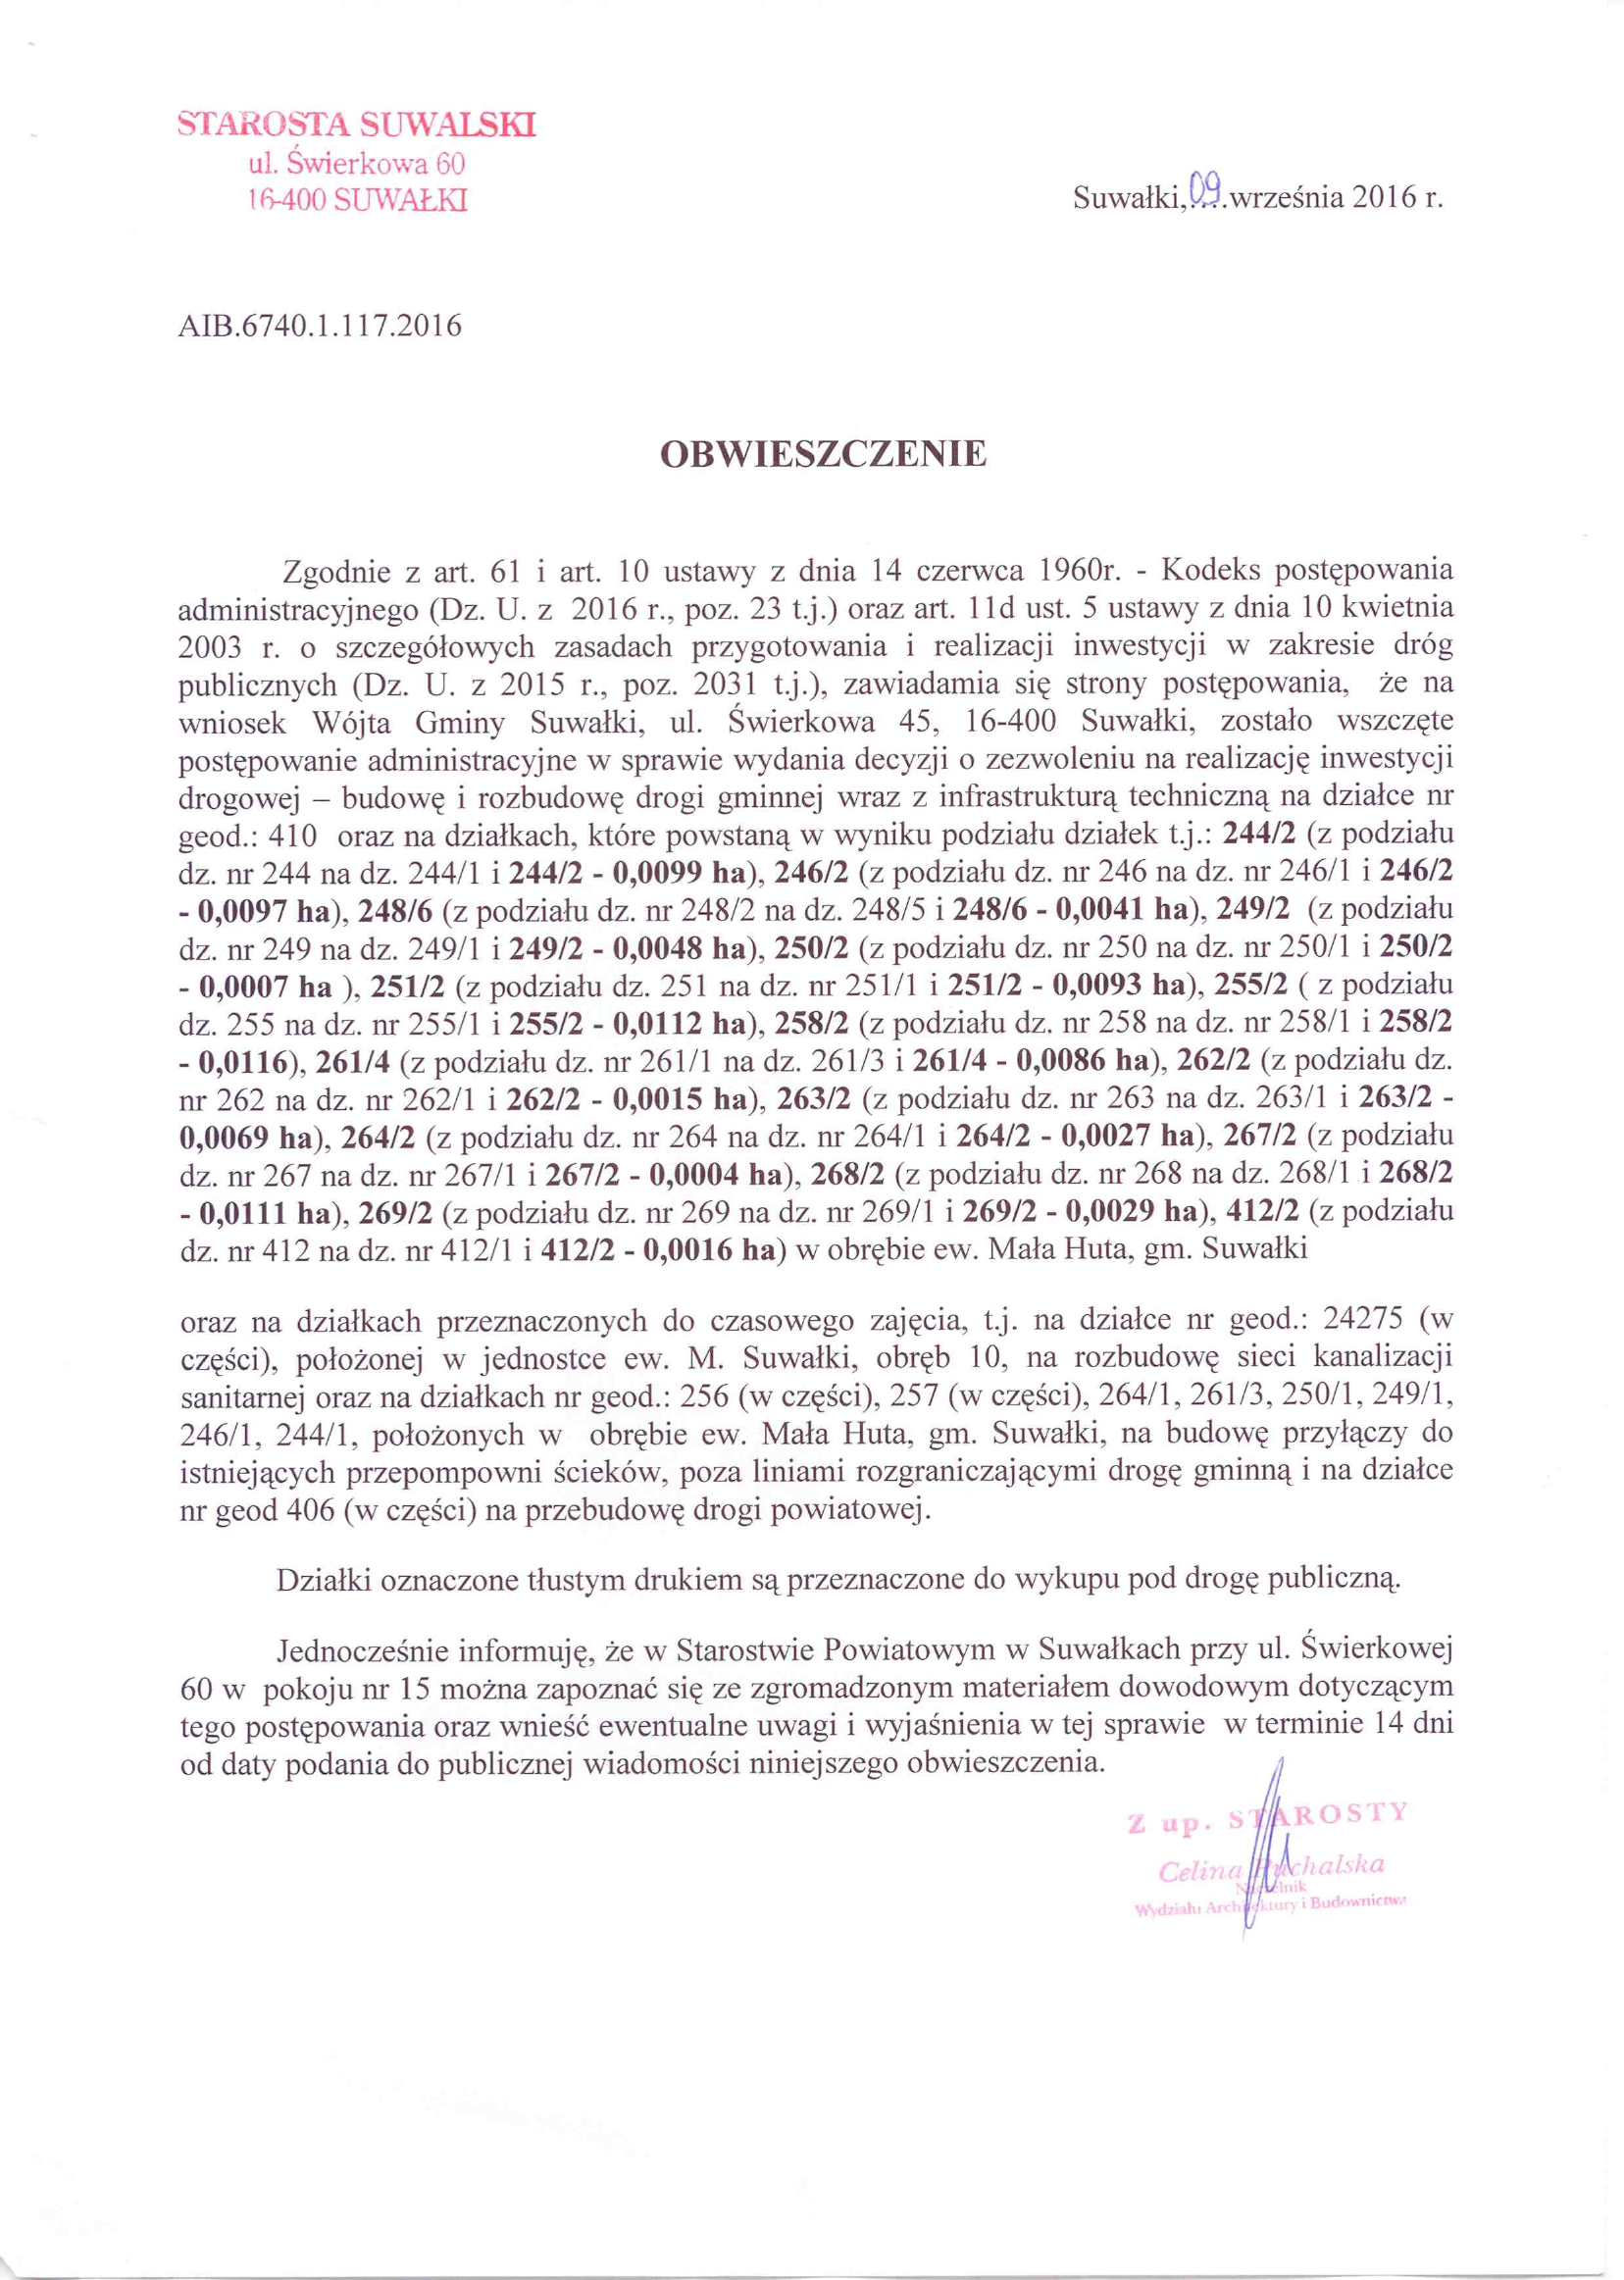 STAROSTA SUWALSKI
ul. Świerkowa 60
16-400 SUWAŁKI
Suwałki, 09 września 2016 r.
AIB.6740.1.117.2016
OBWIESZCZENIE
Zgodnie z art. 61 i art. 10 ustawy z dnia 14 czerwca 1960r. - Kodeks postępowania
administracyjnego (Dz. U. z 2016 r., poz. 23 t.j.) oraz art. 11d ust. 5 ustawy z dnia 10 kwietnia
2003 r. o szczegółowych zasadach przygotowania i realizacji inwestycji w zakresie dróg
publicznych (Dz. U. z 2015 r., poz. 2031 t.j.), zawiadamia się strony postępowania, że na
wniosek Wójta Gminy Suwałki, ul. Świerkowa 45, 16-400 Suwałki, zostało wszczęte
postępowanie administracyjne w sprawie wydania decyzji o zezwoleniu na realizację inwestycji
drogowej – budowę i rozbudowę drogi gminnej wraz z infrastrukturą techniczną na działce nr
geod.: 410 oraz na działkach, które powstaną w wyniku podziału działek t.j.: 244/2 (z podziału
dz. nr 244 na dz. 244/1 i 244/2 - 0,0099 ha), 246/2 (z podziału dz. nr 246 na dz. nr 246/1 i 246/2
- 0,0097 ha), 248/6 (z podziału dz. nr 248/2 na dz. 248/5 i 248/6 - 0,0041 ha), 249/2 (z podziału
dz. nr 249 na dz. 249/1 i 249/2 - 0,0048 ha), 250/2 (z podziału dz. nr 250 na dz. nr 250/1 i 250/2
- 0,0007 ha ), 251/2 (z podziału dz. 251 na dz. nr 251/1 i 251/2 - 0,0093 ha), 255/2 ( z podziału
dz. 255 na dz. nr 255/1 i 255/2 - 0,0112 ha), 258/2 (z podziału dz. nr 258 na dz. nr 258/1 i 258/2
- 0,0116), 261/4 (z podziału dz. nr 261/1 na dz. 261/3 i 261/4 - 0,0086 ha), 262/2 (z podziału dz.
nr 262 na dz. nr 262/1 i 262/2 - 0,0015 ha), 263/2 (z podziału dz. nr 263 na dz. 263/1 i 263/2 -
0,0069 ha), 264/2 (z podziału dz. nr 264 na dz. nr 264/1 i 264/2 - 0,0027 ha), 267/2 (z podziału
dz. nr 267 na dz. nr 267/1 i 267/2 - 0,0004 ha), 268/2 (z podziału dz. nr 268 na dz. 268/1 i 268/2
- 0,0111 ha), 269/2 (z podziału dz. nr 269 na dz. nr 269/1 i 269/2 - 0,0029 ha), 412/2 (z podziału
dz. nr 412 na dz. nr 412/1 i 412/2 - 0,0016 ha) w obrębie ew. Mała Huta, gm. Suwałki
oraz na działkach przeznaczonych do czasowego zajęcia, t.j. na działce nr geod.: 24275 (w
części), położonej w jednostce ew. M. Suwałki, obręb 10, na rozbudowę sieci kanalizacji
sanitarnej oraz na działkach nr geod.: 256 (w części), 257 (w części), 264/1, 261/3, 250/1, 249/1,
246/1, 244/1, położonych w obrębie ew. Mała Huta, gm. Suwałki, na budowę przyłączy do
istniejących przepompowni ścieków, poza liniami rozgraniczającymi drogę gminną i na działce
nr geod 406 (w części) na przebudowę drogi powiatowej.
Działki oznaczone tłustym drukiem są przeznaczone do wykupu pod drogę publiczną.
Jednocześnie informuję, że w Starostwie Powiatowym w Suwałkach przy ul. Świerkowej
60 w pokoju nr 15 można zapoznać się ze zgromadzonym materiałem dowodowym dotyczącym
tego postępowania oraz wnieść ewentualne uwagi i wyjaśnienia w tej sprawie w terminie 14 dni
od daty podania do publicznej wiadomości niniejszego obwieszczenia.
Z up. STAROSTY
Celina Puchalska
Naczelnik
Wydziału Architektury i Budownictwa